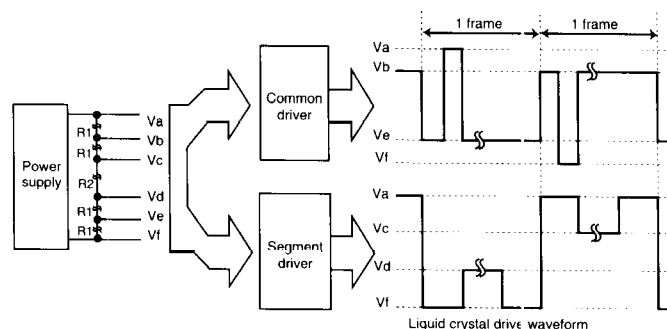 1 frame
1 frame
Va
Vb
Ve
Vf
Common
driver
Power
supply
R1
R1
R2
R1
R1
Va
Vb
Vc
Vd
Ve
Vf
Segment
driver
Va
Vc
Vd
Vf
Liquid crystal drive waveform